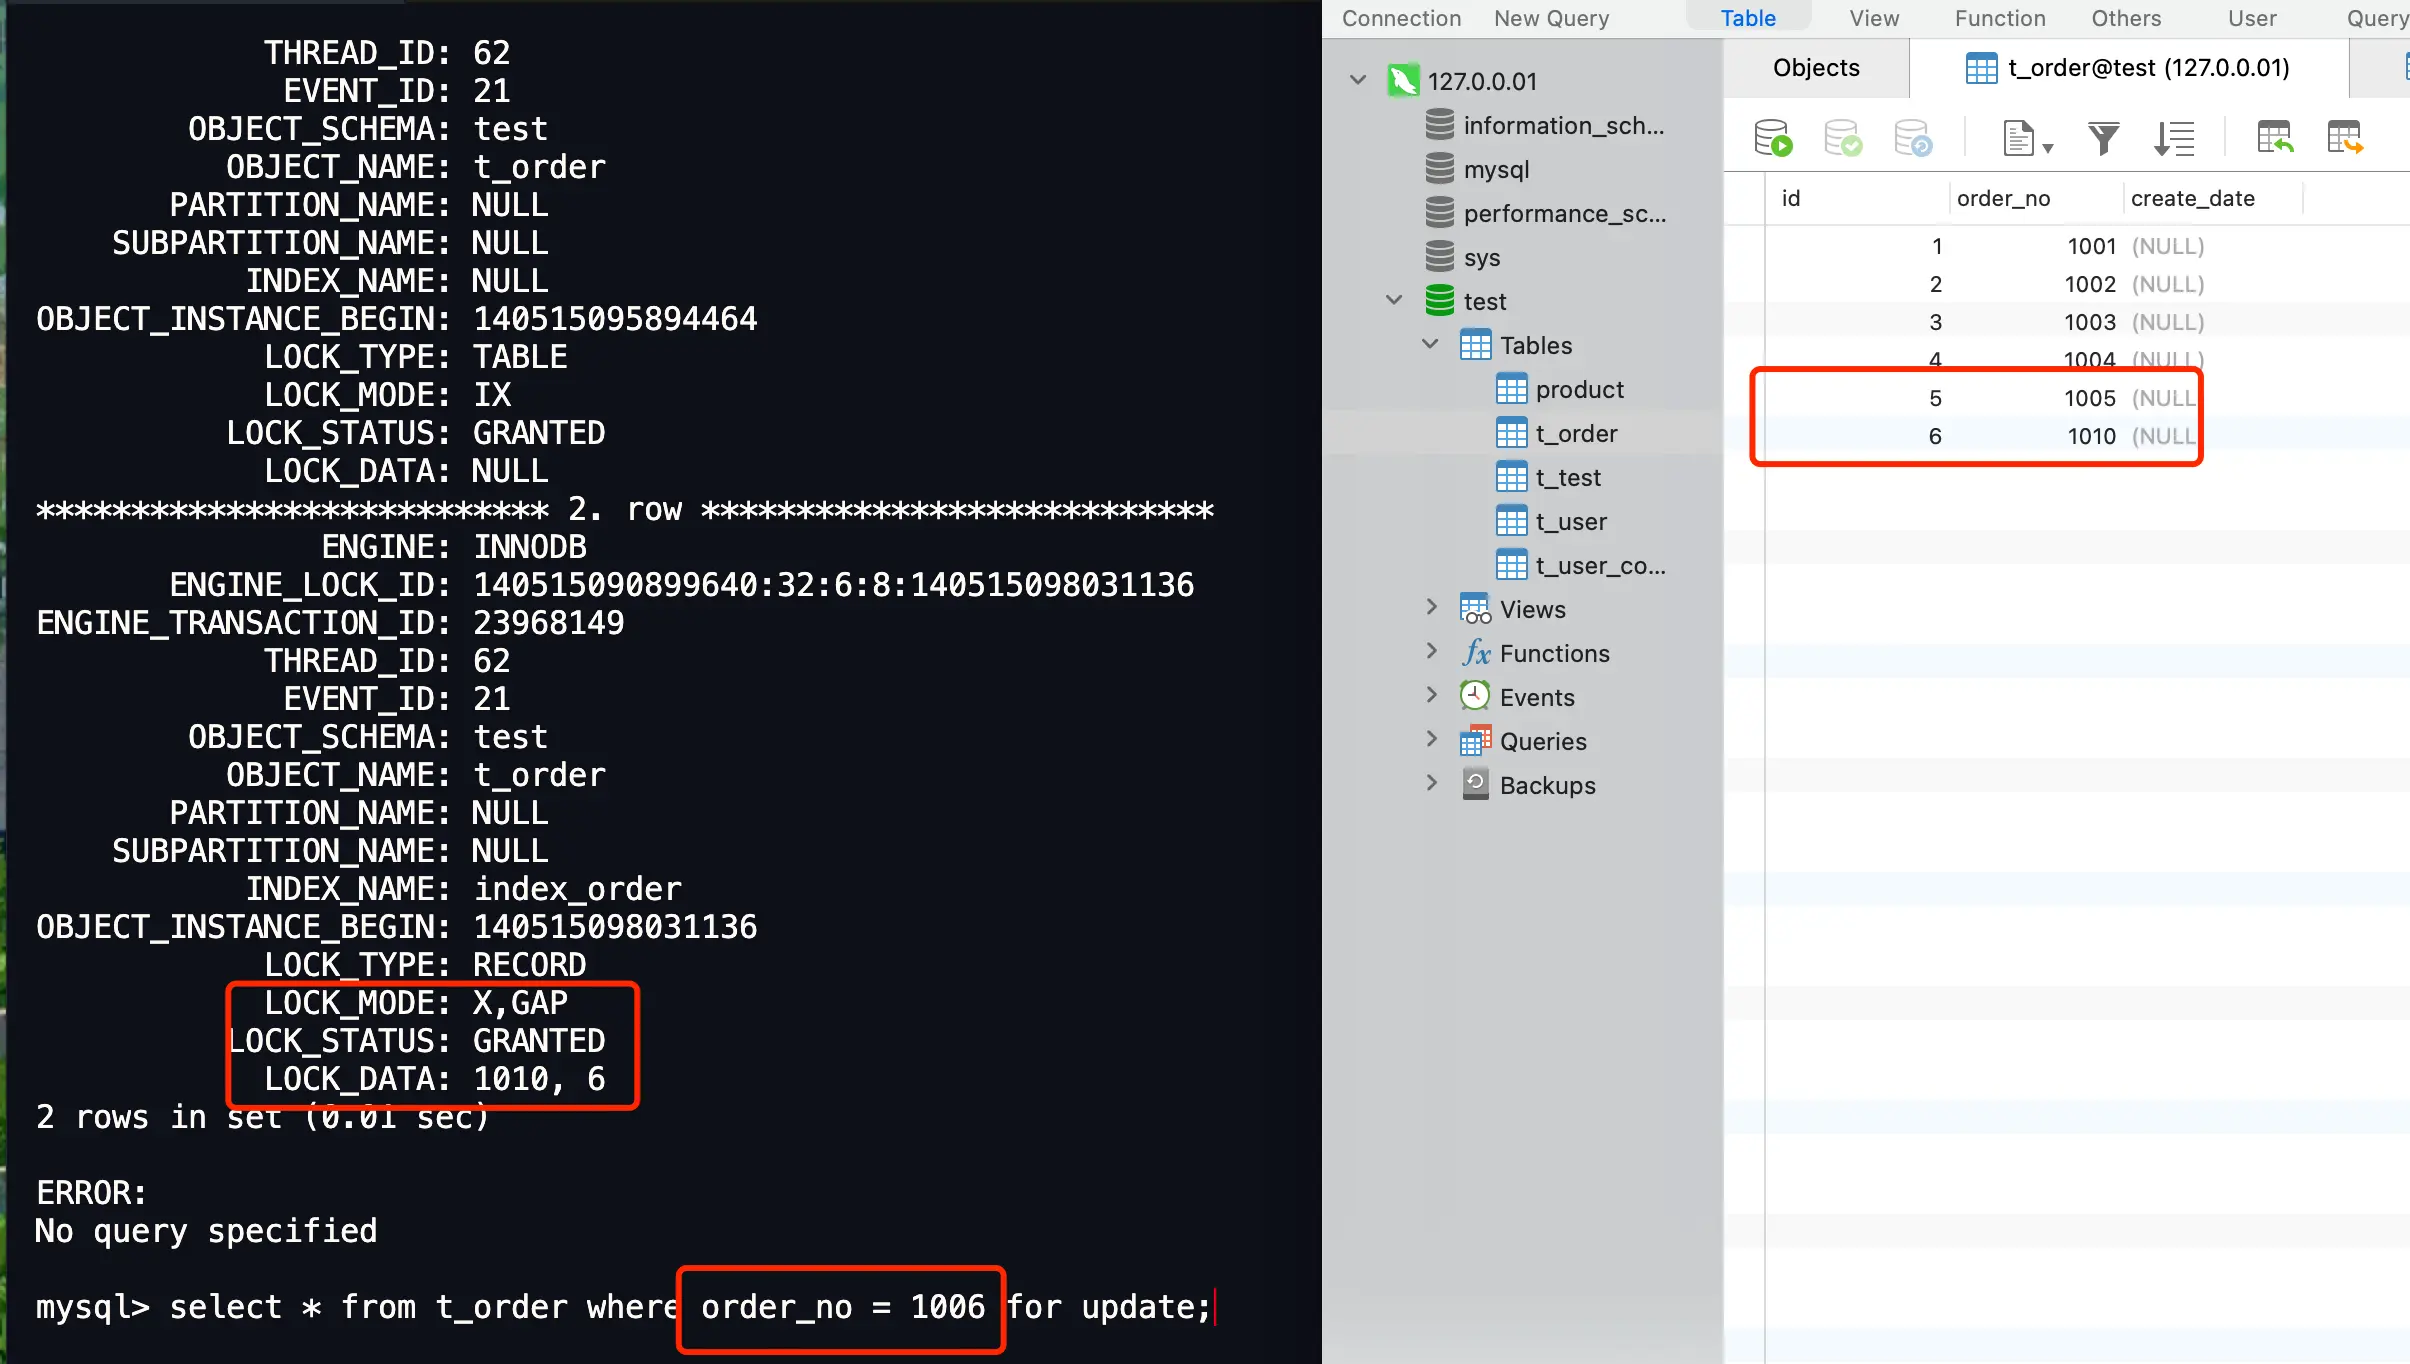 THREAD_ID: 62
EVENT_ID: 21
OBJECT_SCHEMA: test
OBJECT_NAME: t_order
PARTITION_NAME: NULL
SUBPARTITION_NAME: NULL
INDEX_NAME: NULL
OBJECT_INSTANCE_BEGIN: 140515095894464
LOCK_TYPE: TABLE
LOCK_MODE: IX
LOCK_STATUS: GRANTED
LOCK_DATA: NULL
*************************** 2. row ***************************
ENGINE: INNODB
ENGINE_LOCK_ID: 140515090899640:32:6:8:140515098031136
ENGINE_TRANSACTION_ID: 23968149
THREAD_ID: 62
EVENT_ID: 21
OBJECT_SCHEMA: test
OBJECT_NAME: t_order
PARTITION_NAME: NULL
SUBPARTITION_NAME: NULL
INDEX_NAME: index_order
OBJECT_INSTANCE_BEGIN: 140515098031136
LOCK_TYPE: RECORD
LOCK_MODE: X,GAP
LOCK_STATUS: GRANTED
LOCK_DATA: 1010, 6
2 rows in set (0.01 sec)
ERROR:
No query specified
mysql> select * from t_order where order_no = 1006 for update;
Connection New Query Table View Function Others User Query
127.0.0.01
information_sch...
mysql
performance_sc...
sys
test
Tables
product
t_order
t_test
t_user
t_user_co...
Views
Functions
Events
Queries
Backups
Objects t_order@test (127.0.0.01)
id order_no create_date
1 1001 (NULL)
2 1002 (NULL)
3 1003 (NULL)
4 1004 (NULL)
5 1005 (NULL
6 1010 (NULL